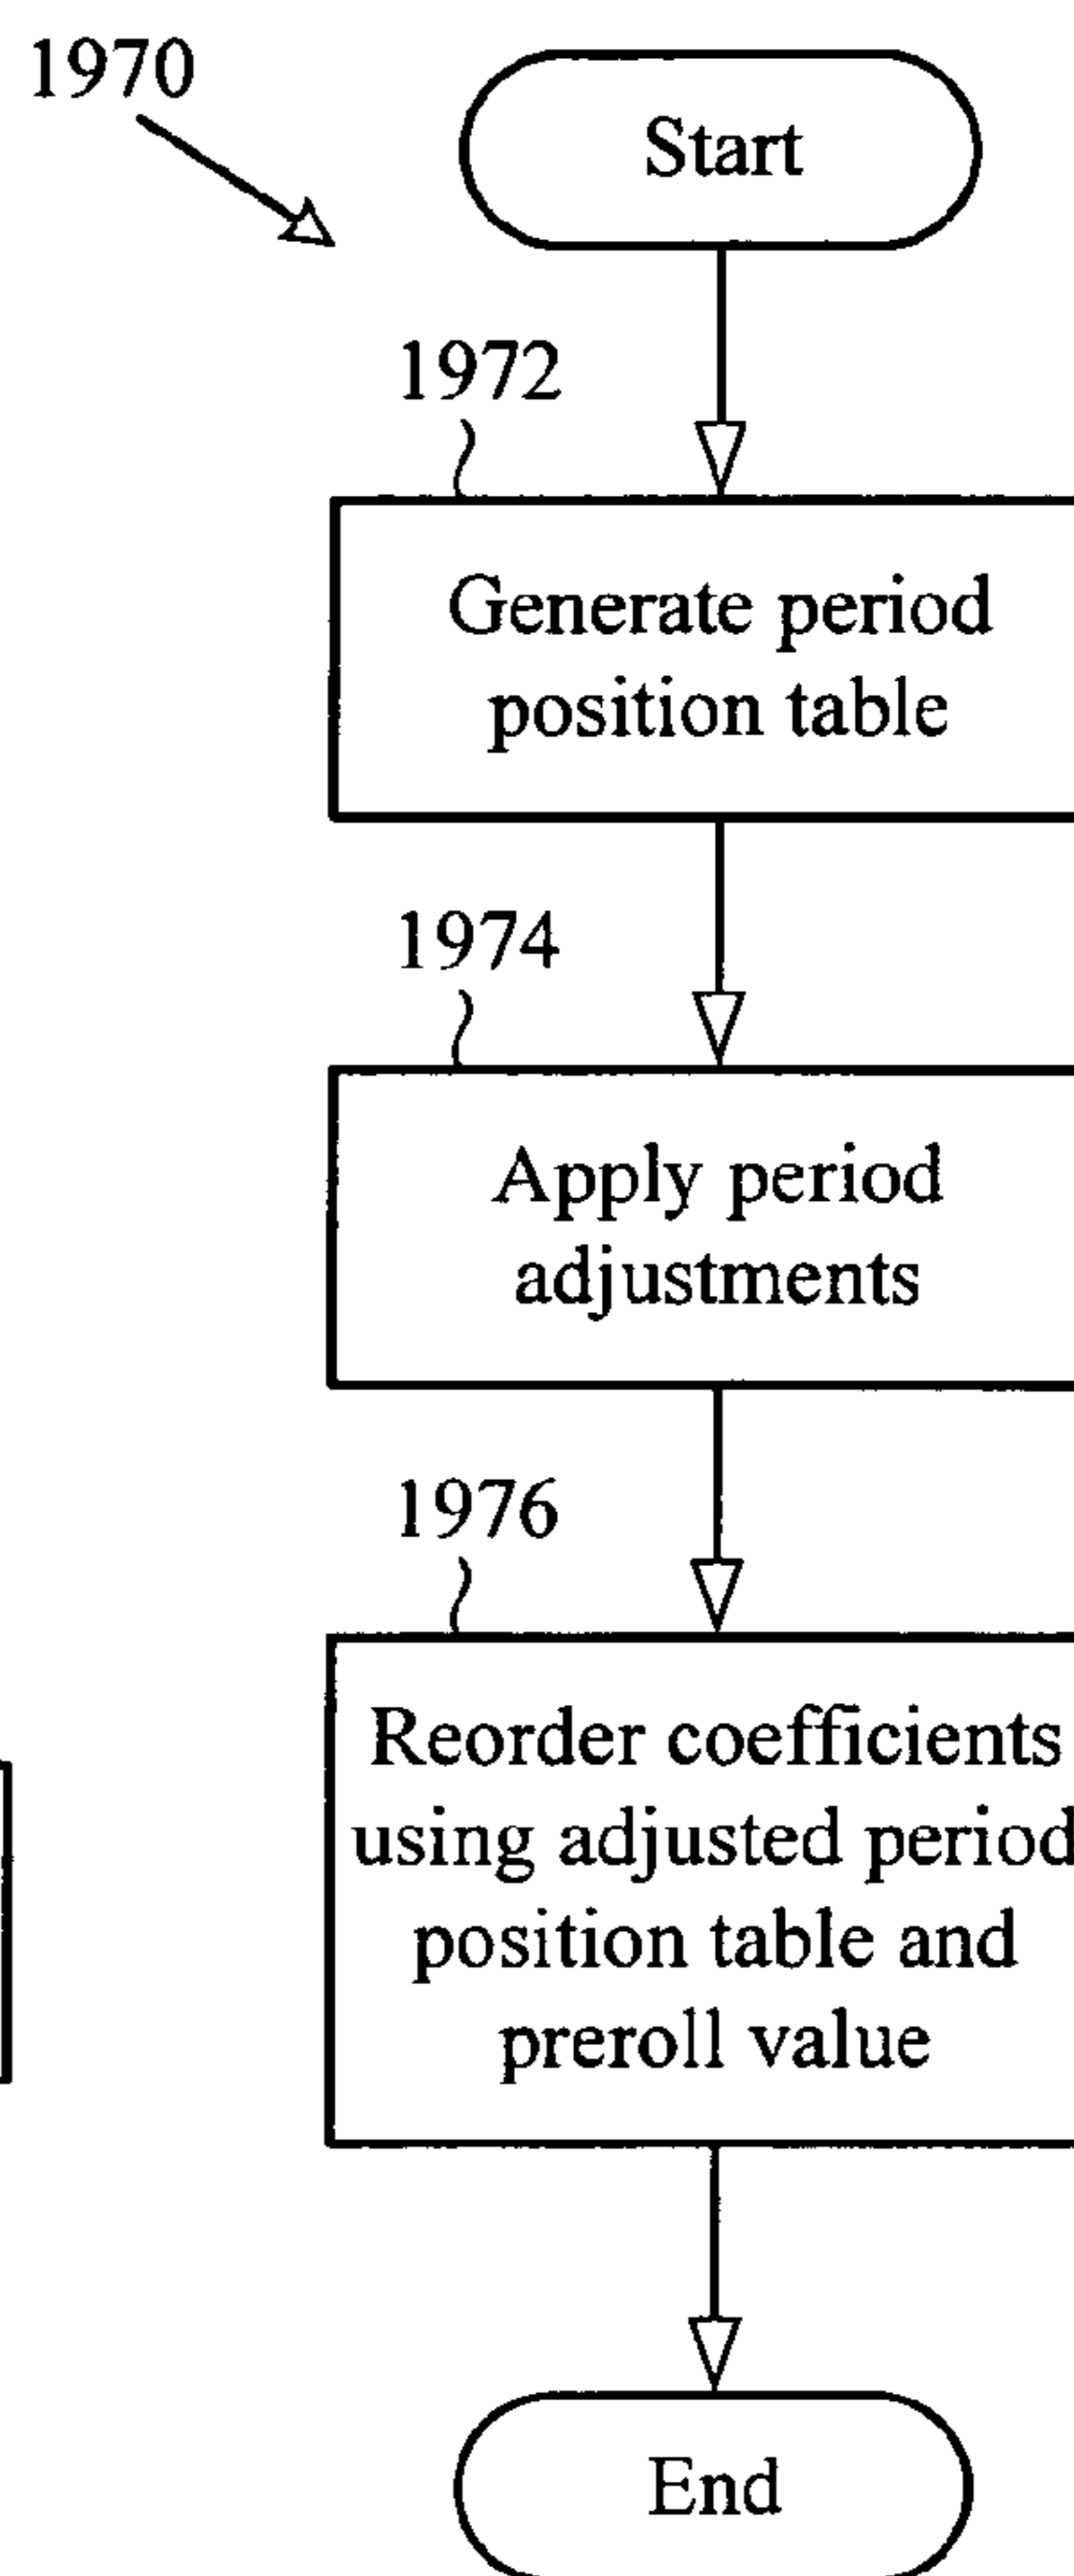 1970
Start
1972
Generate period
position table
1974
Apply period
adjustments
1976
Reorder coefficients
using adjusted period
position table and
preroll value
End